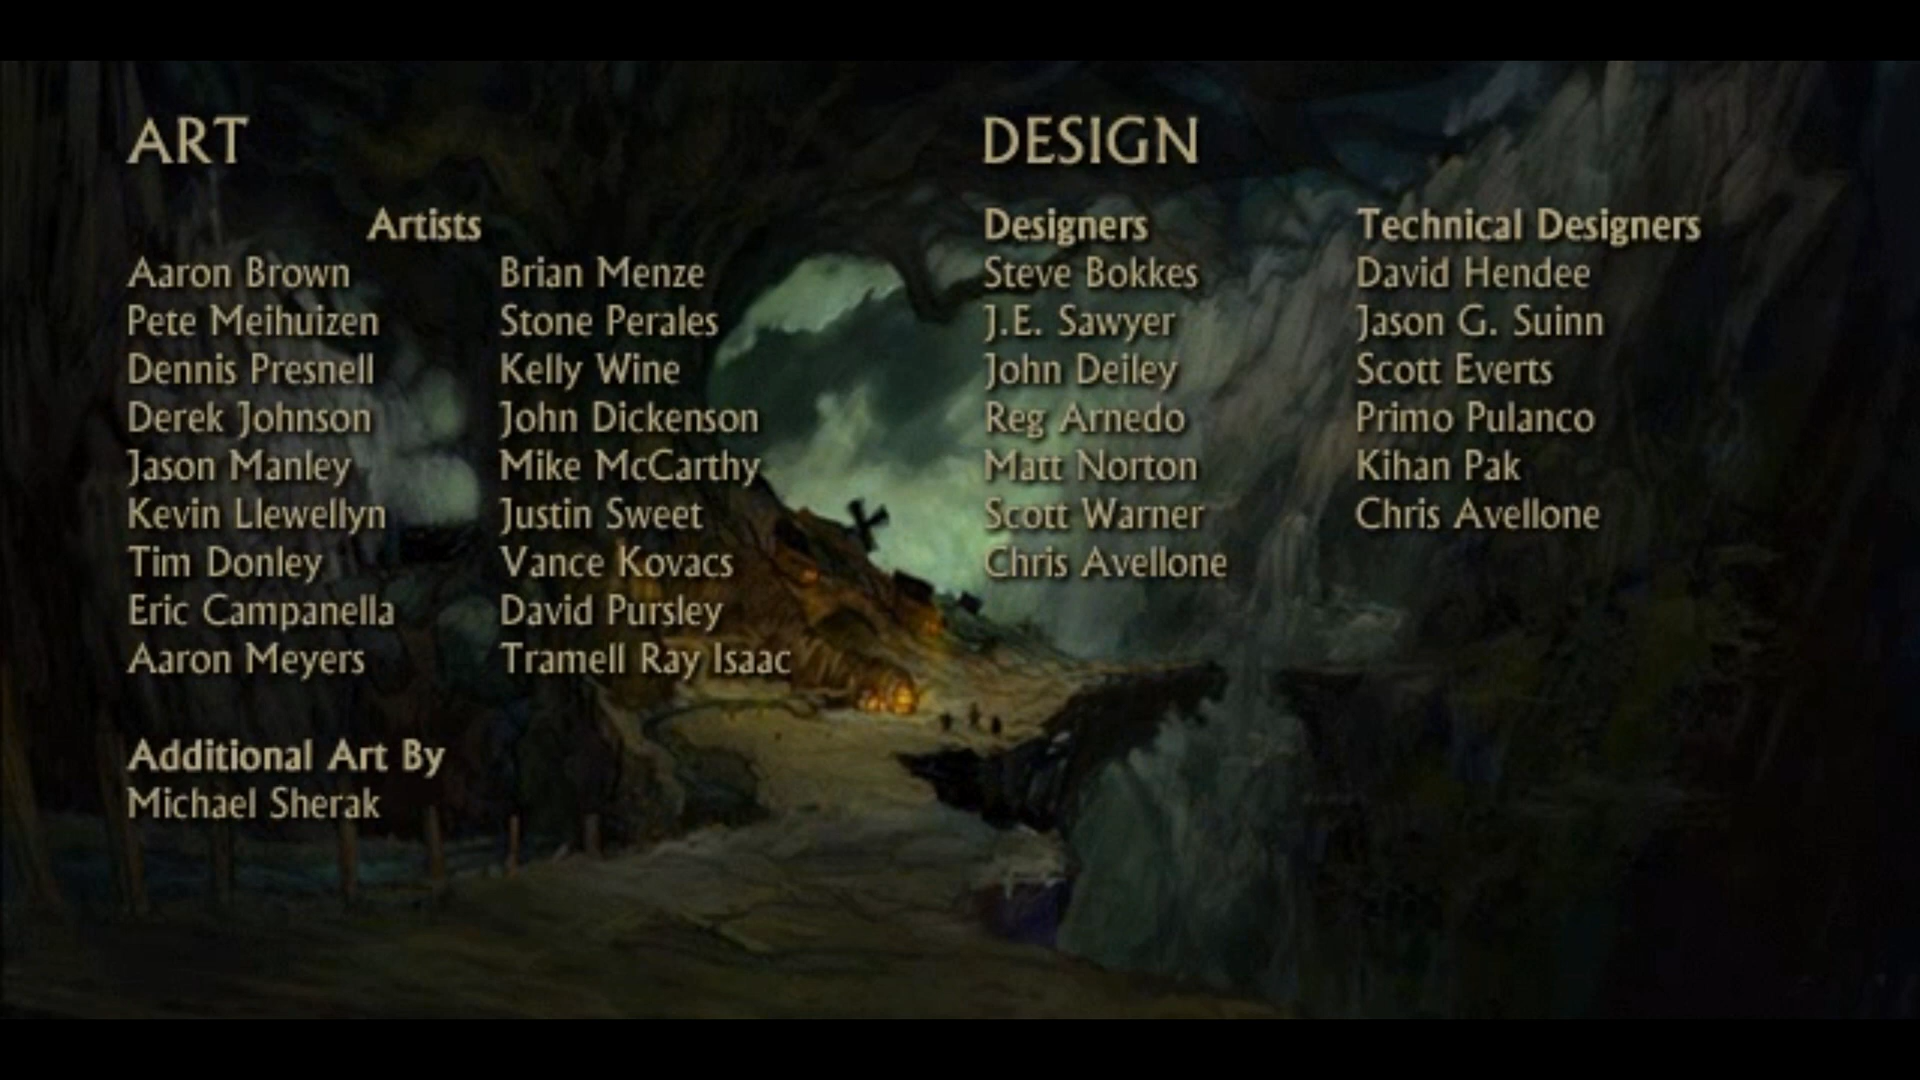 ART
Artists
Aaron Brown
Pete Meihuizen
Dennis Presnell
Derek Johnson
Jason Manley
Kevin Llewellyn
Tim Donley
Eric Campanella
Aaron Meyers
Brian Menze
Stone Perales
Kelly Wine
John Dickenson
Mike McCarthy
Justin Sweet
Vance Kovacs
David Pursley
Tramell Ray Isaac
Additional Art By
Michael Sherak
DESIGN
Designers
Steve Bokkes
J.E. Sawyer
John Deiley
Reg Arnedo
Matt Norton
Scott Warner
Chris Avellone
Technical Designers
David Hendee
Jason G. Suinn
Scott Everts
Primo Pulanco
Kihan Pak
Chris Avellone